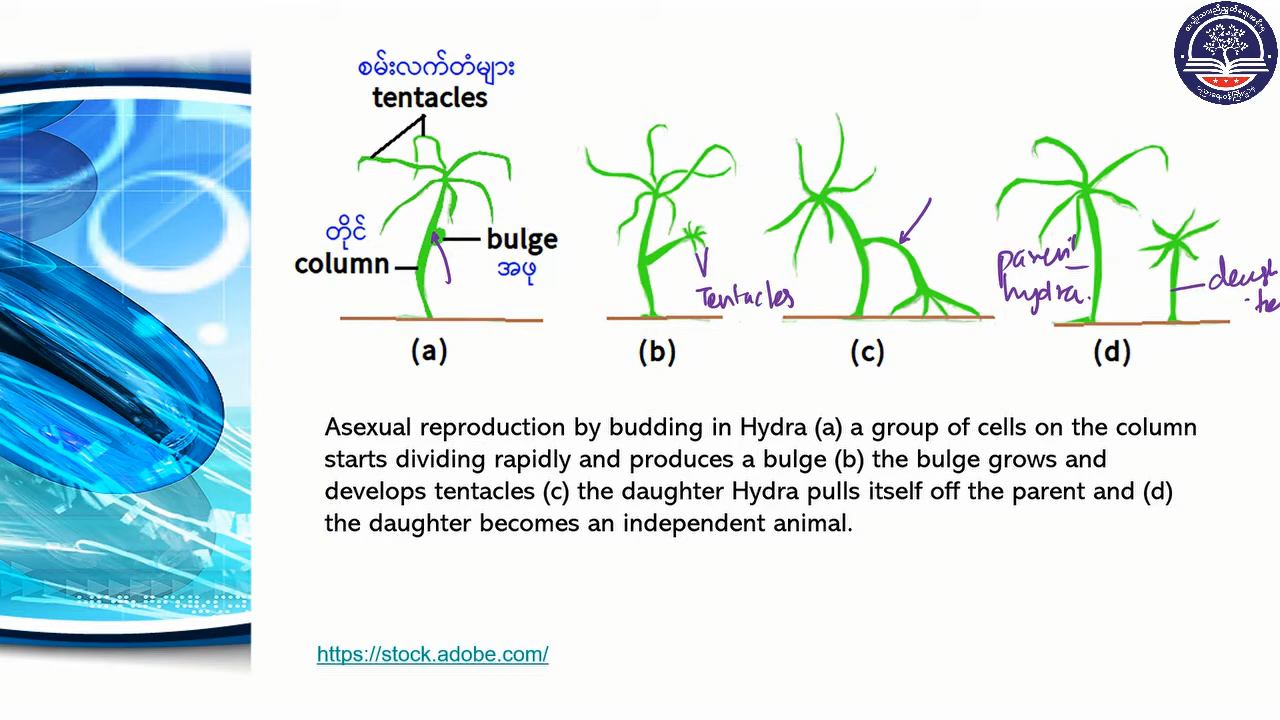 စမ်းလက်တံများ
tentacles
တိုင်
column
bulge
အဖု
Tentacles
parent
hydra.
(a)
(b)
(c)
(d)
Asexual reproduction by budding in Hydra (a) a group of cells on the column
starts dividing rapidly and produces a bulge (b) the bulge grows and
develops tentacles (c) the daughter Hydra pulls itself off the parent and (d)
the daughter becomes an independent animal.
https://stock.adobe.com/